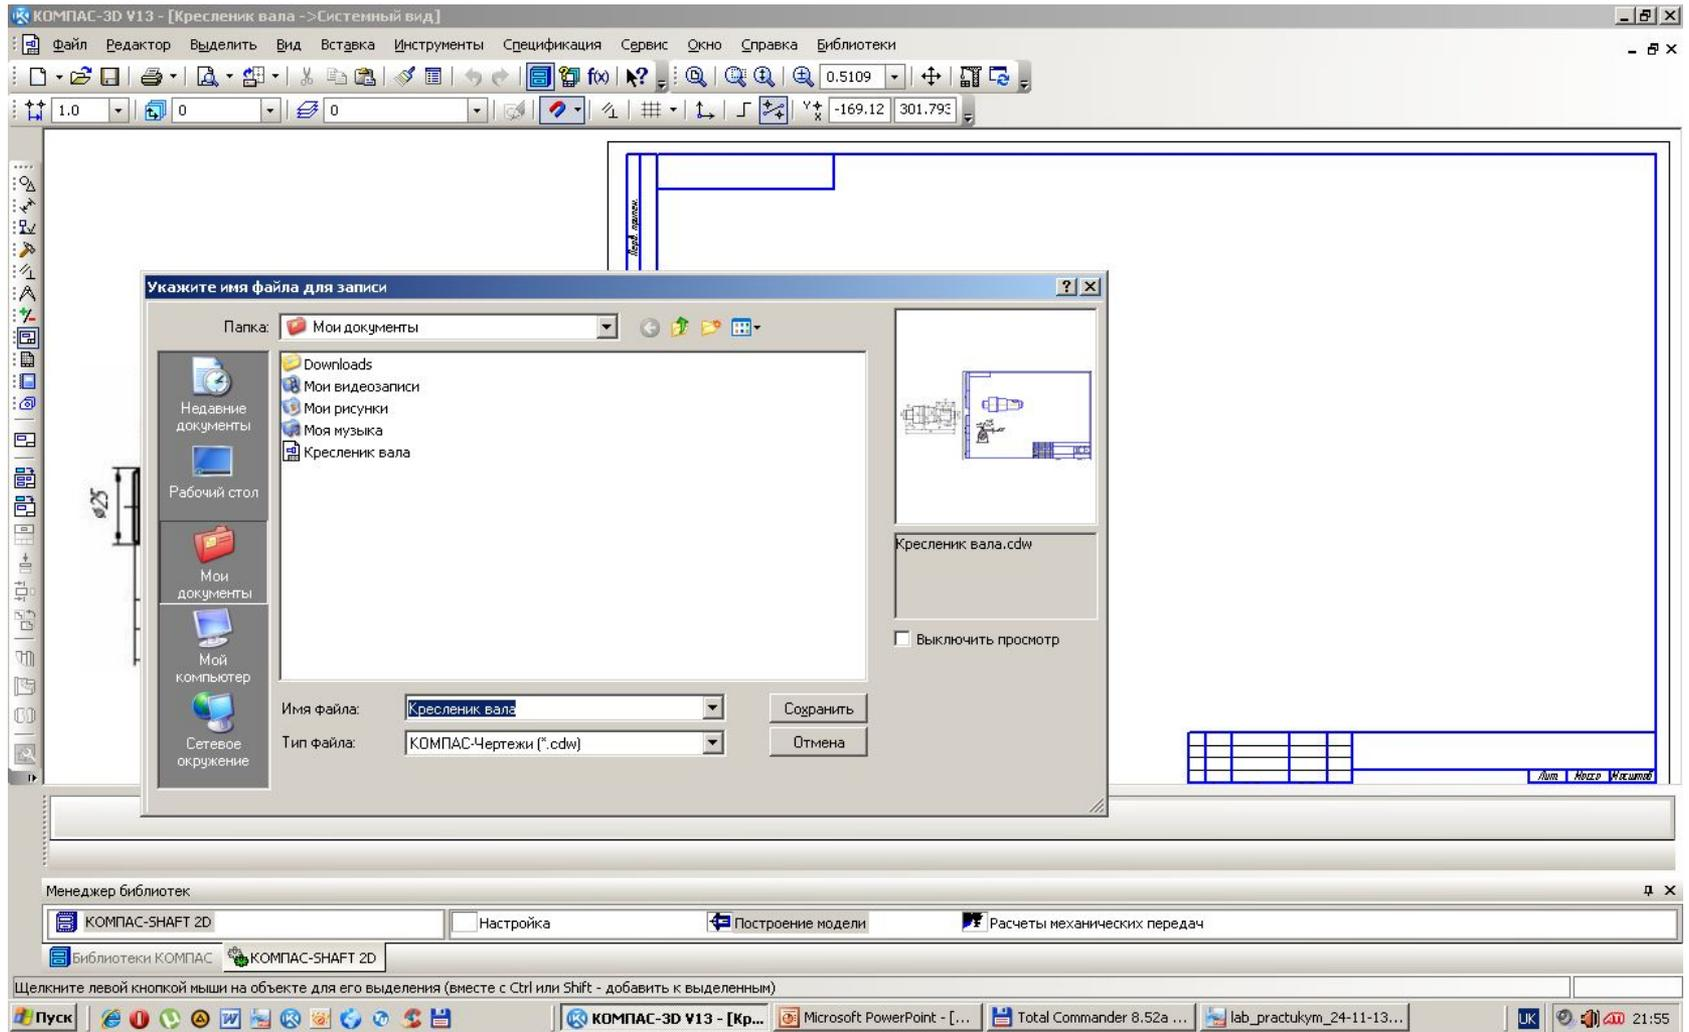 КОМПАС-3D V13 - [Кресленик вала ->Системный вид]
Файл Редактор Выделить Вид Вставка Инструменты Спецификация Сервис Окно Справка Библиотеки
f(x) 0.5109
1.0 0 0 -169.12 301.793
Перв. примен.
Укажите имя файла для записи
Папка: Мои документы
Downloads
Мои видеозаписи
Мои рисунки
Моя музыка
Кресленик вала
Недавние
документы
Рабочий стол
Мои
документы
Мой
компьютер
Сетевое
окружение
ø25
Кресленик вала.cdw
Выключить просмотр
Имя файла: Кресленик вала Сохранить
Тип файла: КОМПАС-Чертежи (*.cdw) Отмена
Лит. Масса Масштаб
Менеджер библиотек
КОМПАС-SHAFT 2D Настройка Построение модели Расчеты механических передач
Библиотеки КОМПАС КОМПАС-SHAFT 2D
Щелкните левой кнопкой мыши на объекте для его выделения (вместе с Ctrl или Shift - добавить к выделенным)
Пуск КОМПАС-3D V13 - [Кр... Microsoft PowerPoint - [... Total Commander 8.52a ... lab_practukym_24-11-13... UK 21:55